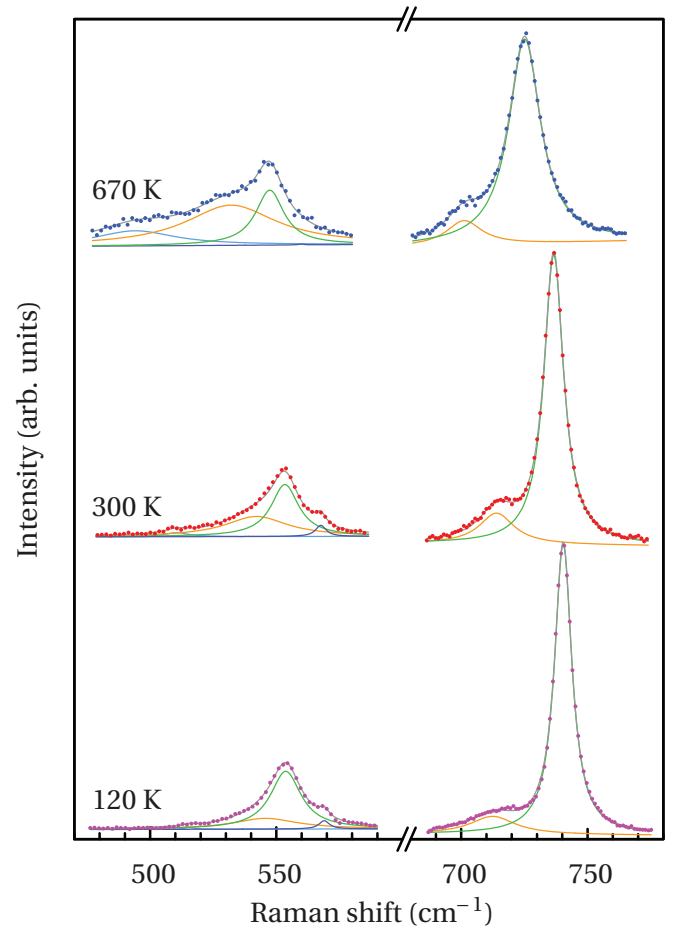 670 K
300 K
120 K
Intensity (arb. units)
500 550 700 750
Raman shift (cm⁻¹)